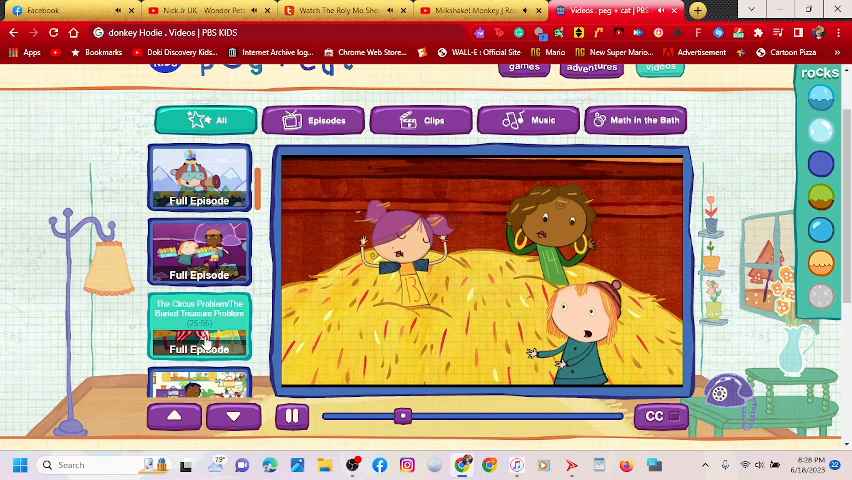 Facebook
Nick Jr UK - Wonder Pets
Watch The Roly Mo Show
Milkshake! Monkey | Re
Videos . peg + cat | PBS
donkey Hodie . Videos | PBS KIDS
Apps
Bookmarks
Doki Discovery Kids...
Internet Archive log...
Chrome Web Store...
WALL-E : Official Site
Mario
New Super Mario...
Advertisement
Cartoon Pizza
games
adventures
videos
rocks
All
Episodes
Clips
Music
Math in the Bath
Full Episode
Full Episode
The Circus Problem/The
Buried Treasure Problem
(25:56)
Full Episode
B
CC
79°
Search
8:28 PM
6/18/2023
22